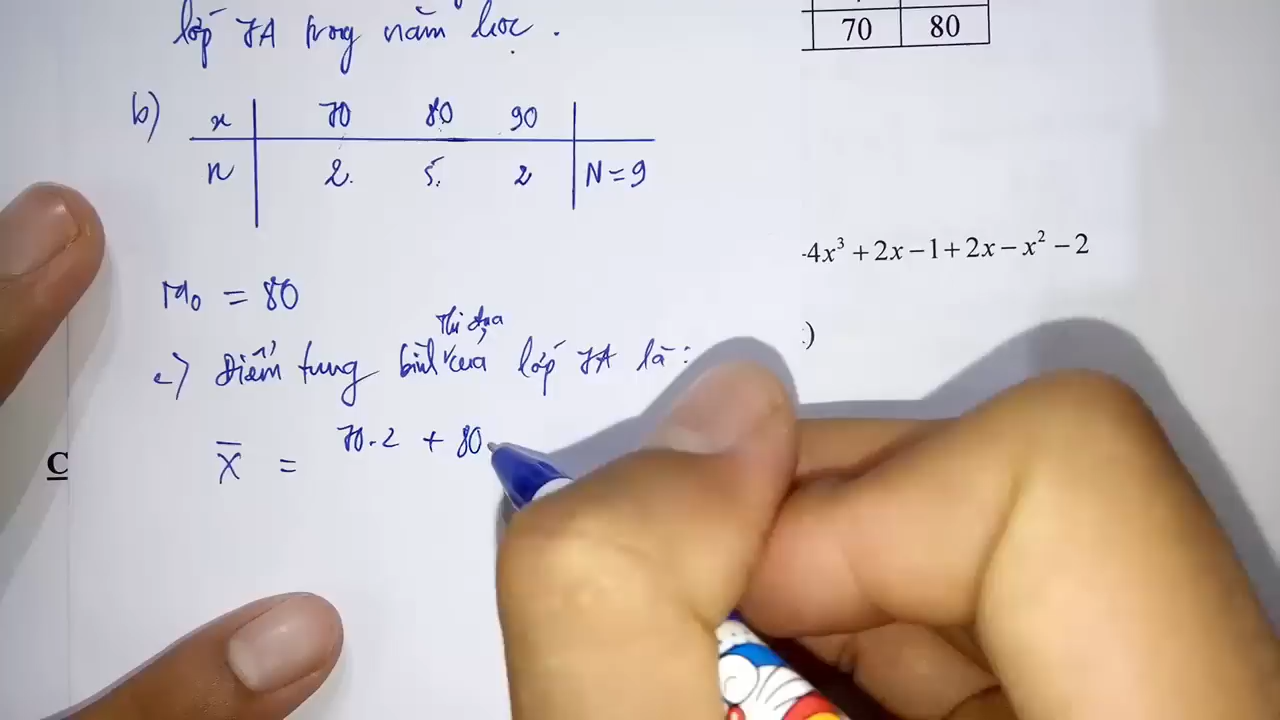 lớp 7A trong năm học .
70 80
b) x 70 80 90
n 2. 5. 2 N = 9
-4x³ + 2x − 1 + 2x − x² − 2
M₀ = 80
:)
thi đua
c) Điểm trung bình của lớp 7A là :
X̄ = 70.2 + 80
C